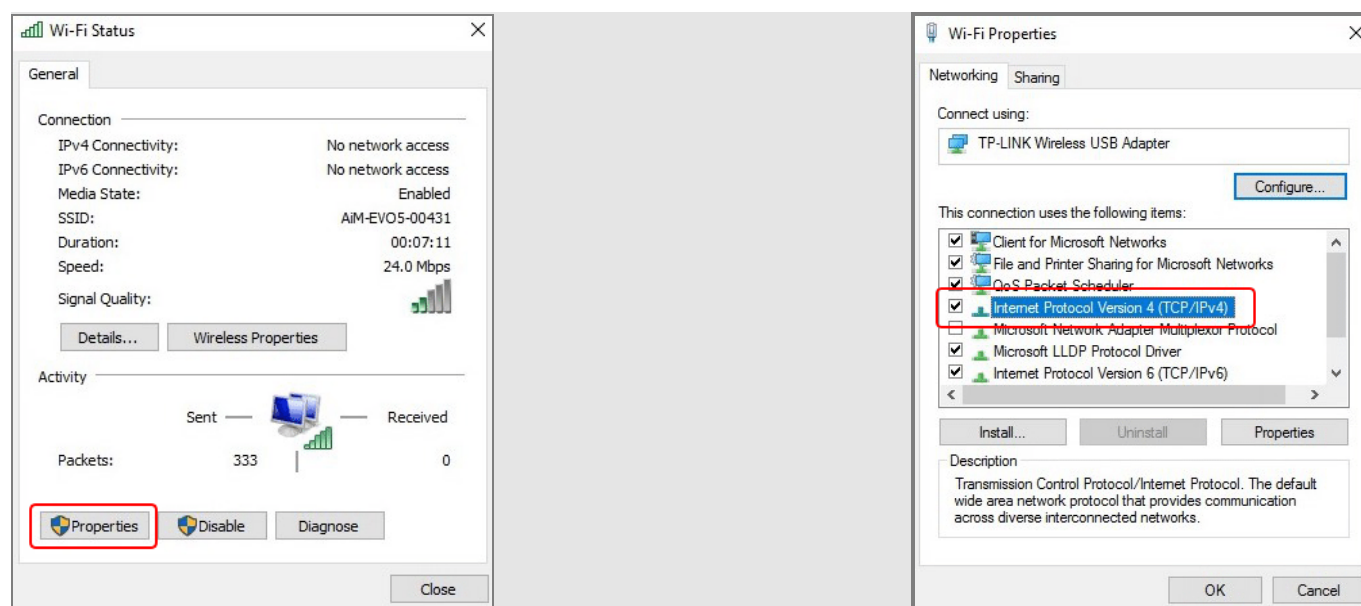 Wi-Fi Status
General
Connection
IPv4 Connectivity: No network access
IPv6 Connectivity: No network access
Media State: Enabled
SSID: AiM-EVO5-00431
Duration: 00:07:11
Speed: 24.0 Mbps
Signal Quality:
Details... Wireless Properties
Activity
Sent Received
Packets: 333 0
Properties Disable Diagnose
Close
Wi-Fi Properties
Networking Sharing
Connect using:
TP-LINK Wireless USB Adapter
Configure...
This connection uses the following items:
Client for Microsoft Networks
File and Printer Sharing for Microsoft Networks
QoS Packet Scheduler
Internet Protocol Version 4 (TCP/IPv4)
Microsoft Network Adapter Multiplexor Protocol
Microsoft LLDP Protocol Driver
Internet Protocol Version 6 (TCP/IPv6)
Install... Uninstall Properties
Description
Transmission Control Protocol/Internet Protocol. The default
wide area network protocol that provides communication
across diverse interconnected networks.
OK Cancel